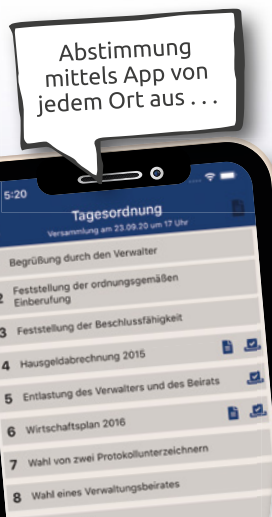 Abstimmung
mittels App von
jedem Ort aus . . .
5:20
Tagesordnung
Versammlung am 23.09.20 um 17 Uhr
Begrüßung durch den Verwalter
2 Feststellung der ordnungsgemäßen
Einberufung
3 Feststellung der Beschlussfähigkeit
4 Hausgeldabrechnung 2015
5 Entlastung des Verwalters und des Beirats
6 Wirtschaftsplan 2016
7 Wahl von zwei Protokollunterzeichnern
8 Wahl eines Verwaltungsbeirates